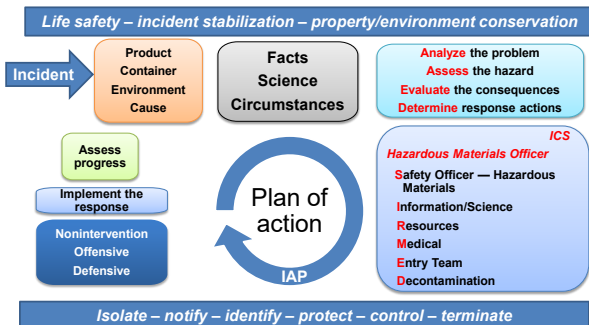 Life safety – incident stabilization – property/environment conservation
Incident
Product
Container
Environment
Cause
Facts
Science
Circumstances
Analyze the problem
Assess the hazard
Evaluate the consequences
Determine response actions
Assess
progress
Implement the
response
Nonintervention
Offensive
Defensive
Plan of
action
IAP
ICS
Hazardous Materials Officer
Safety Officer — Hazardous
Materials
Information/Science
Resources
Medical
Entry Team
Decontamination
Isolate – notify – identify – protect – control – terminate